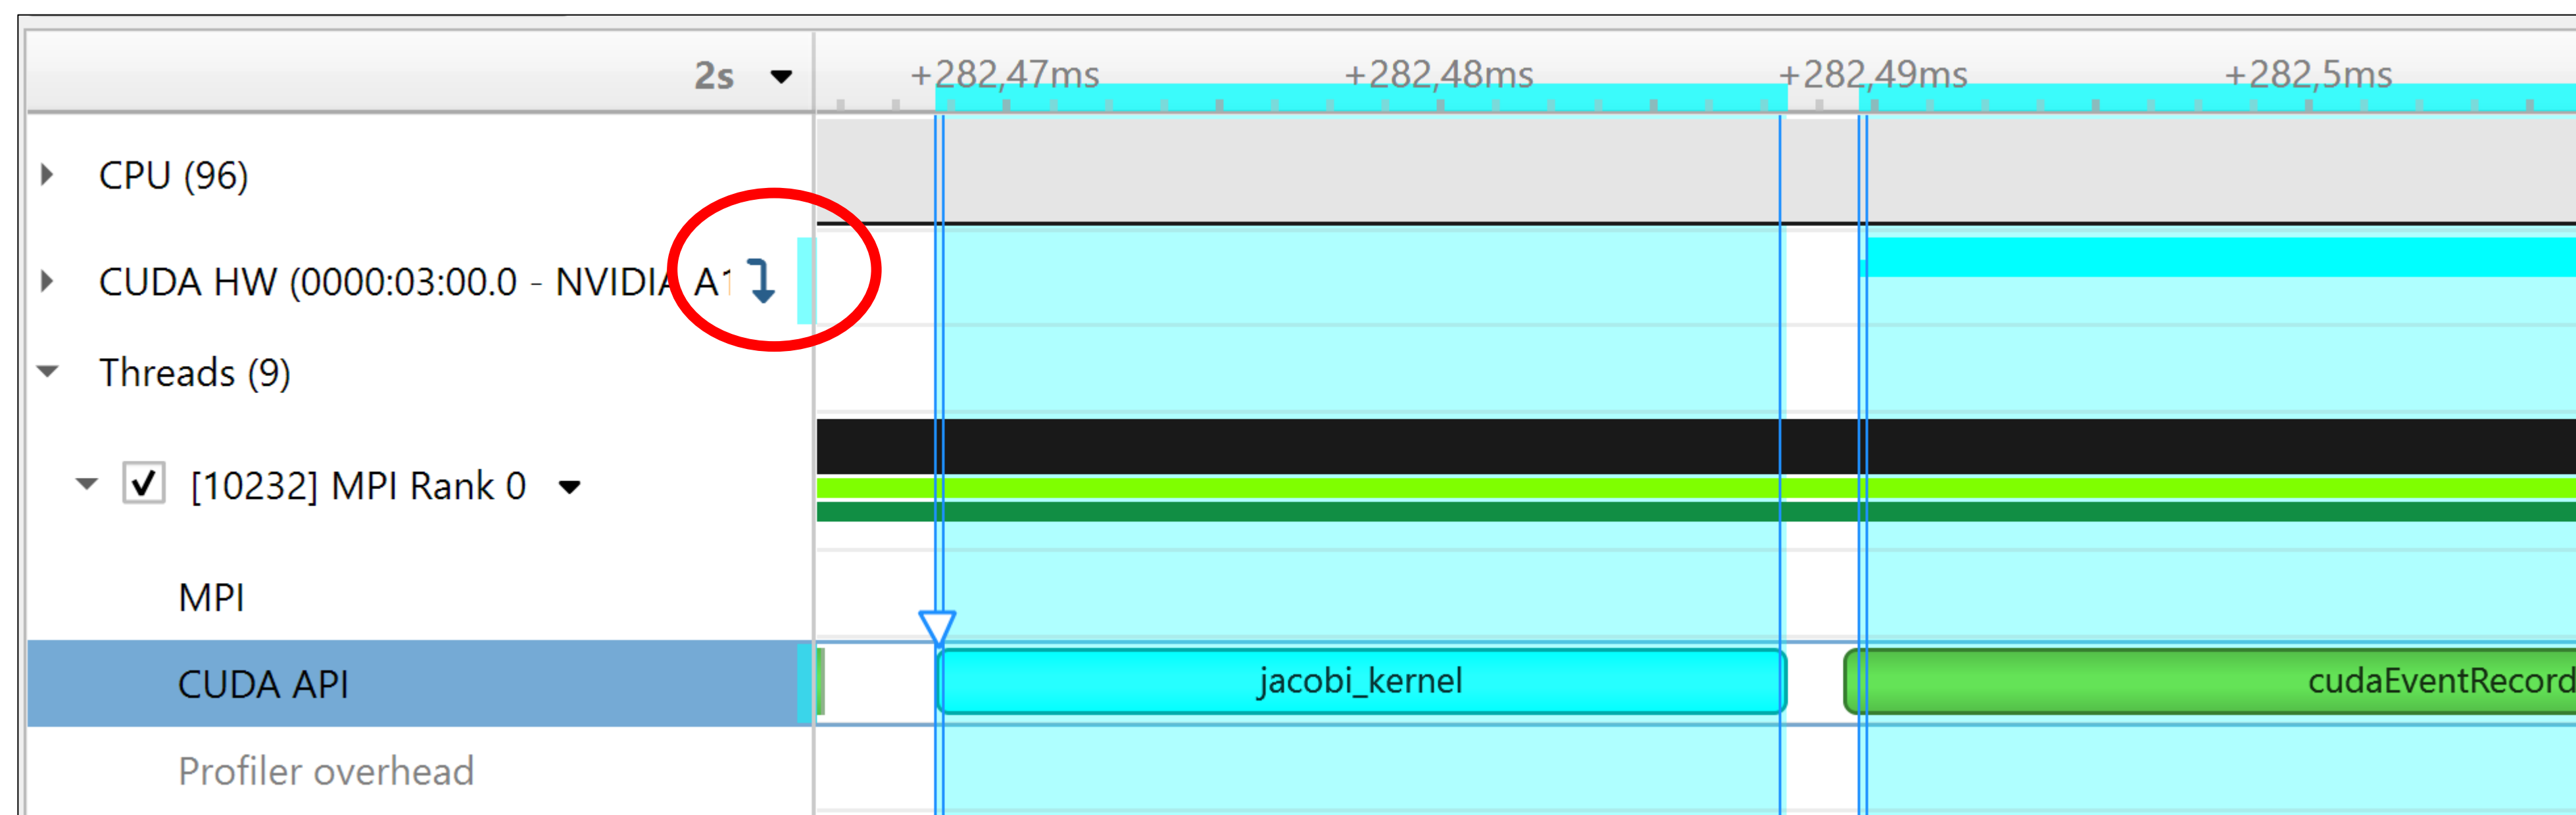 2s
+282,47ms +282,48ms +282,49ms +282,5ms
CPU (96)
CUDA HW (0000:03:00.0 - NVIDIA A1
Threads (9)
[10232] MPI Rank 0
MPI
CUDA API jacobi_kernel cudaEventRecord
Profiler overhead